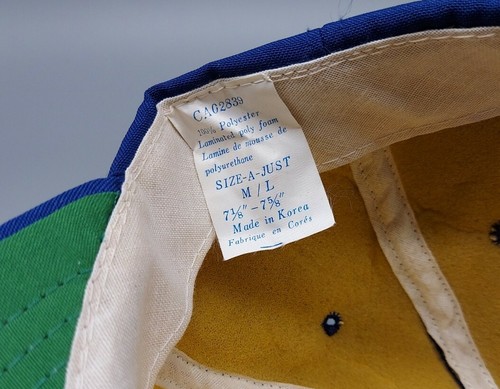 CA02839
100% Polyester
Laminated poly foam
Lamine de mousse de
polyurethane
SIZE-A-JUST
M / L
7⅛" - 7⅝"
Made in Korea
Fabrique en Corés